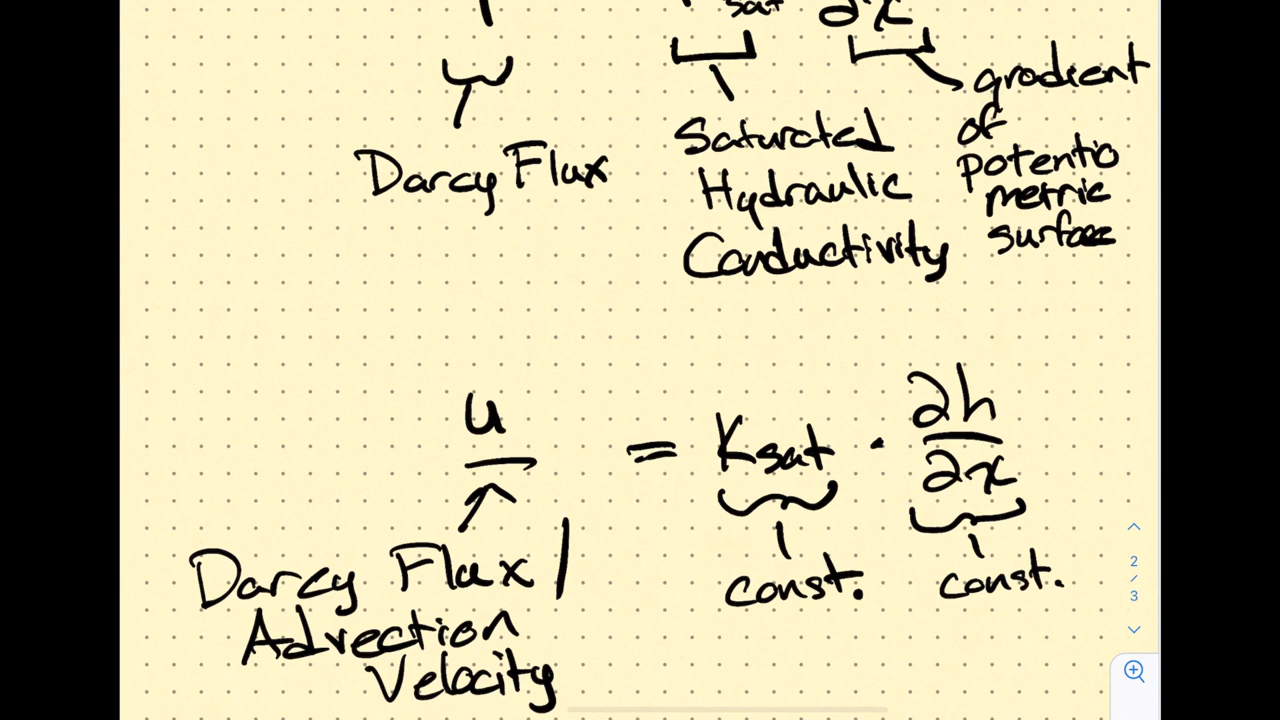 sat ∂x
Darcy Flux
Saturated
Hydraulic
Conductivity
gradient
of
potentio
metric
surface
u = Ksat · ∂h/∂x
Darcy Flux /
Advection
Velocity
const.
const.
2
/
3